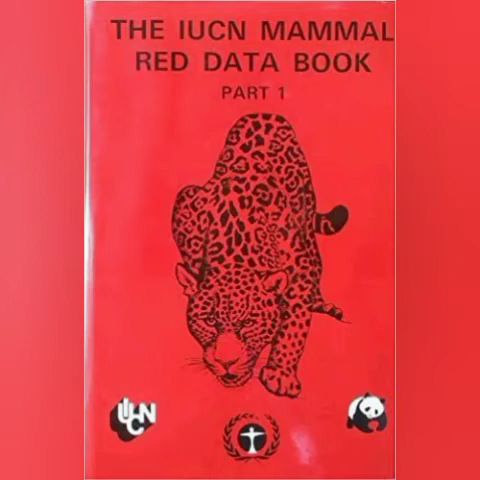 THE IUCN MAMMAL
RED DATA BOOK
PART 1
IUCN